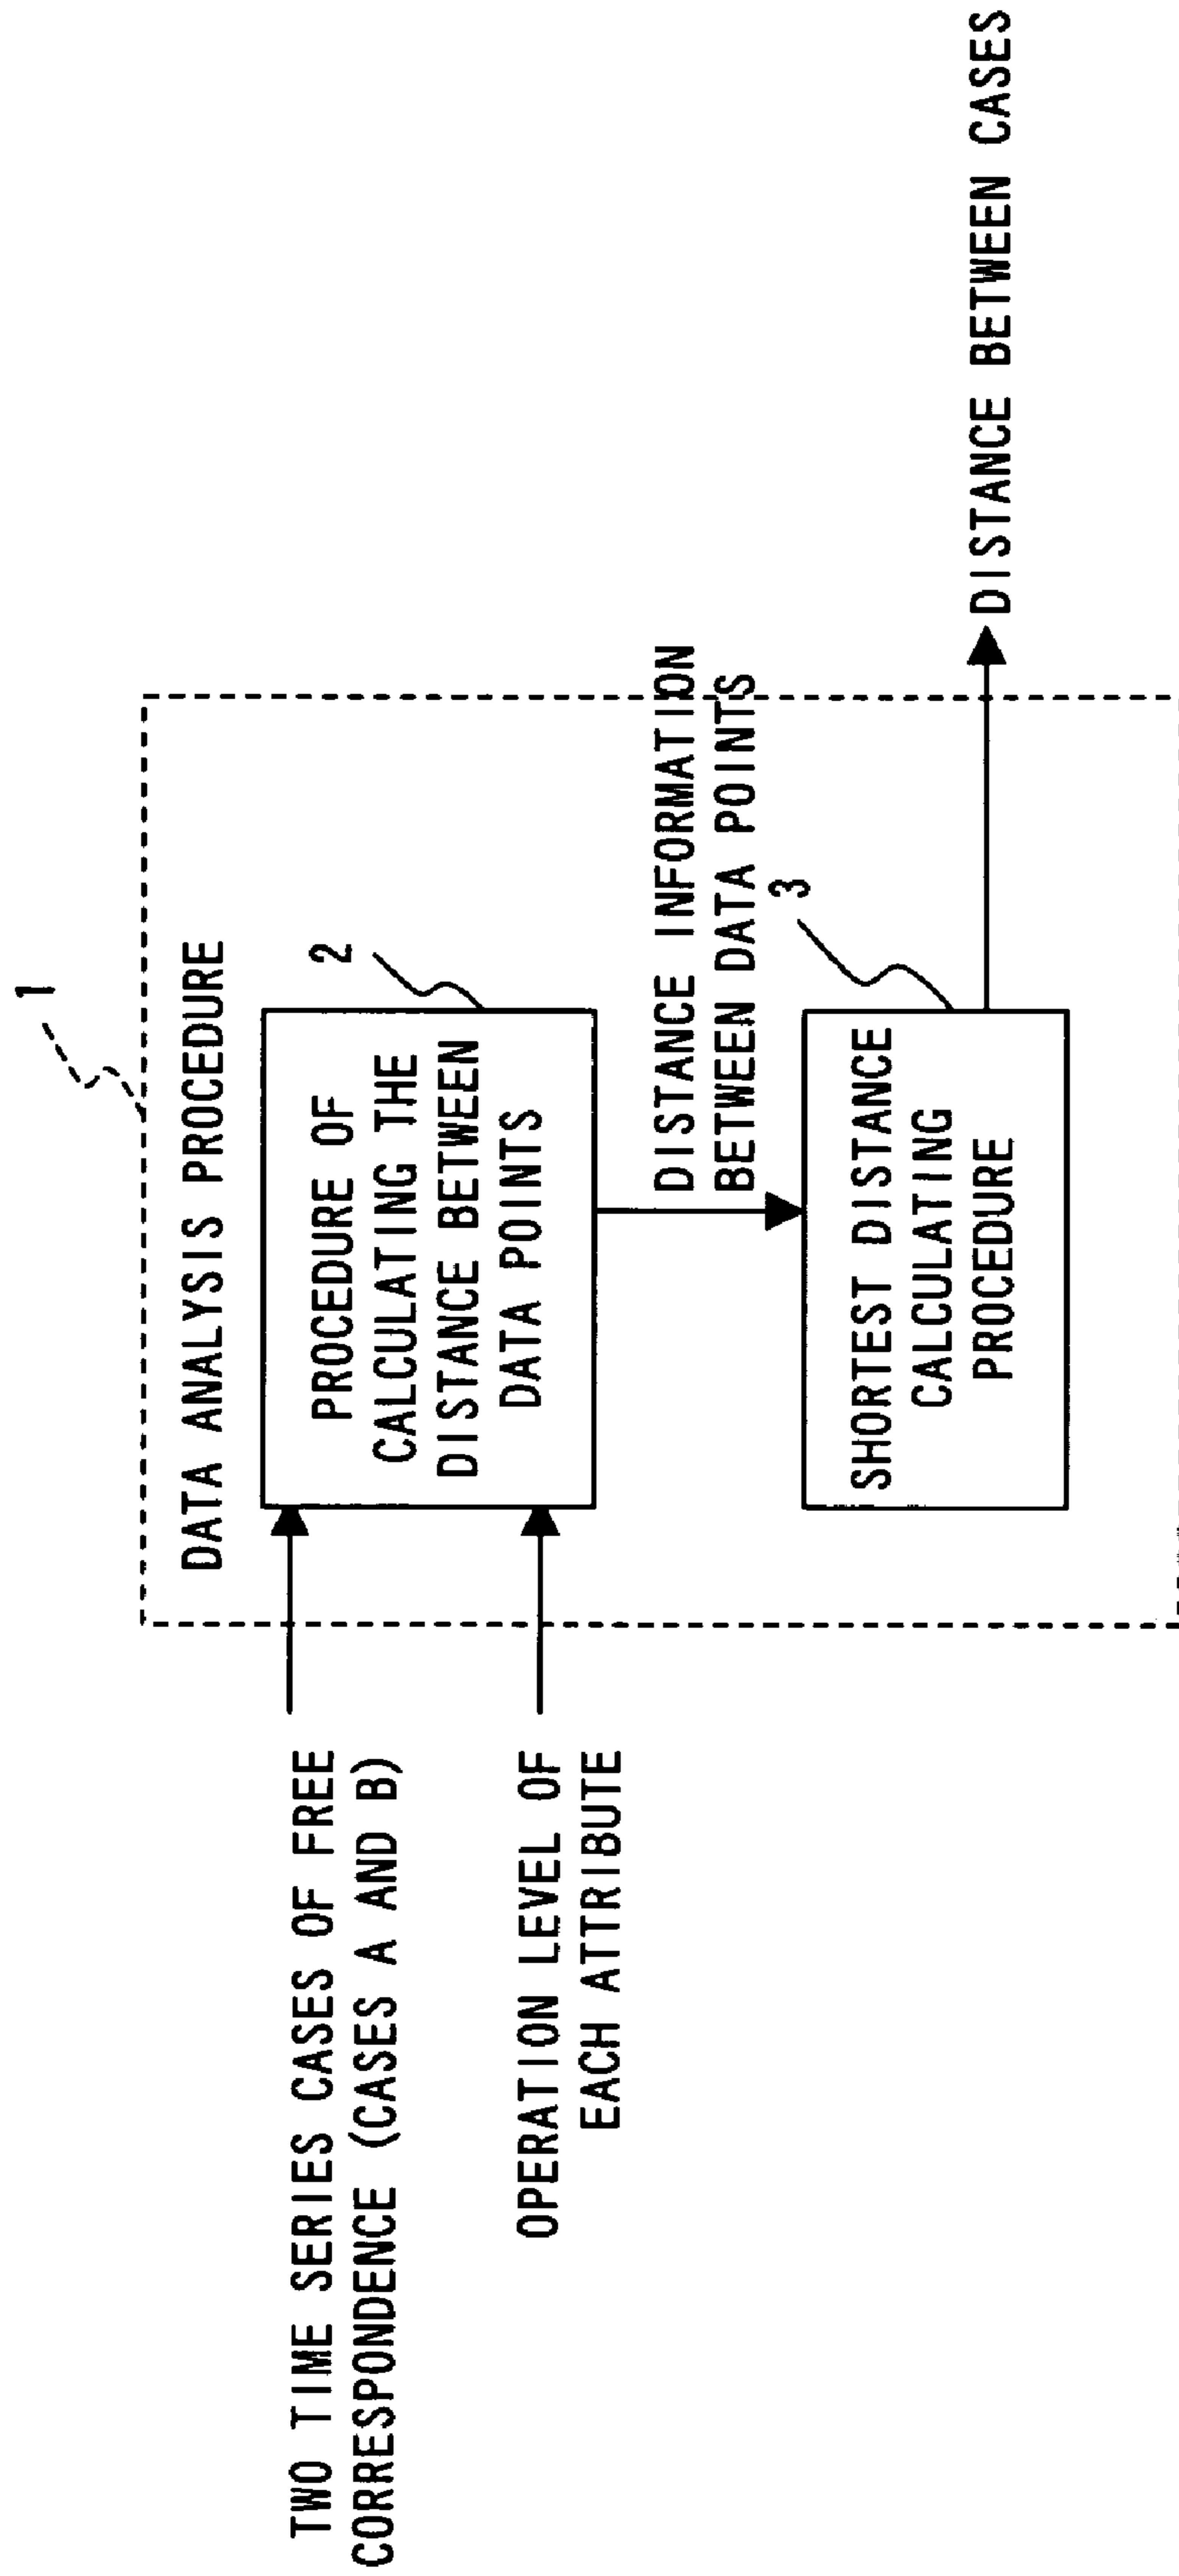 1
DATA ANALYSIS PROCEDURE
TWO TIME SERIES CASES OF FREE
CORRESPONDENCE (CASES A AND B)
OPERATION LEVEL OF
EACH ATTRIBUTE
2
PROCEDURE OF
CALCULATING THE
DISTANCE BETWEEN
DATA POINTS
DISTANCE INFORMATION
BETWEEN DATA POINTS
3
SHORTEST DISTANCE
CALCULATING
PROCEDURE
DISTANCE BETWEEN CASES